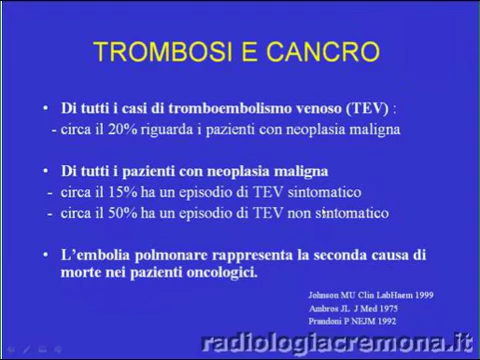 TROMBOSI E CANCRO
• Di tutti i casi di tromboembolismo venoso (TEV) :
- circa il 20% riguarda i pazienti con neoplasia maligna
• Di tutti i pazienti con neoplasia maligna
- circa il 15% ha un episodio di TEV sintomatico
- circa il 50% ha un episodio di TEV non sintomatico
• L'embolia polmonare rappresenta la seconda causa di
morte nei pazienti oncologici.
Johnson MU Clin LabHaem 1999
Ambros JL J Med 1975
Prandoni P NEJM 1992
radiologiacremona.it